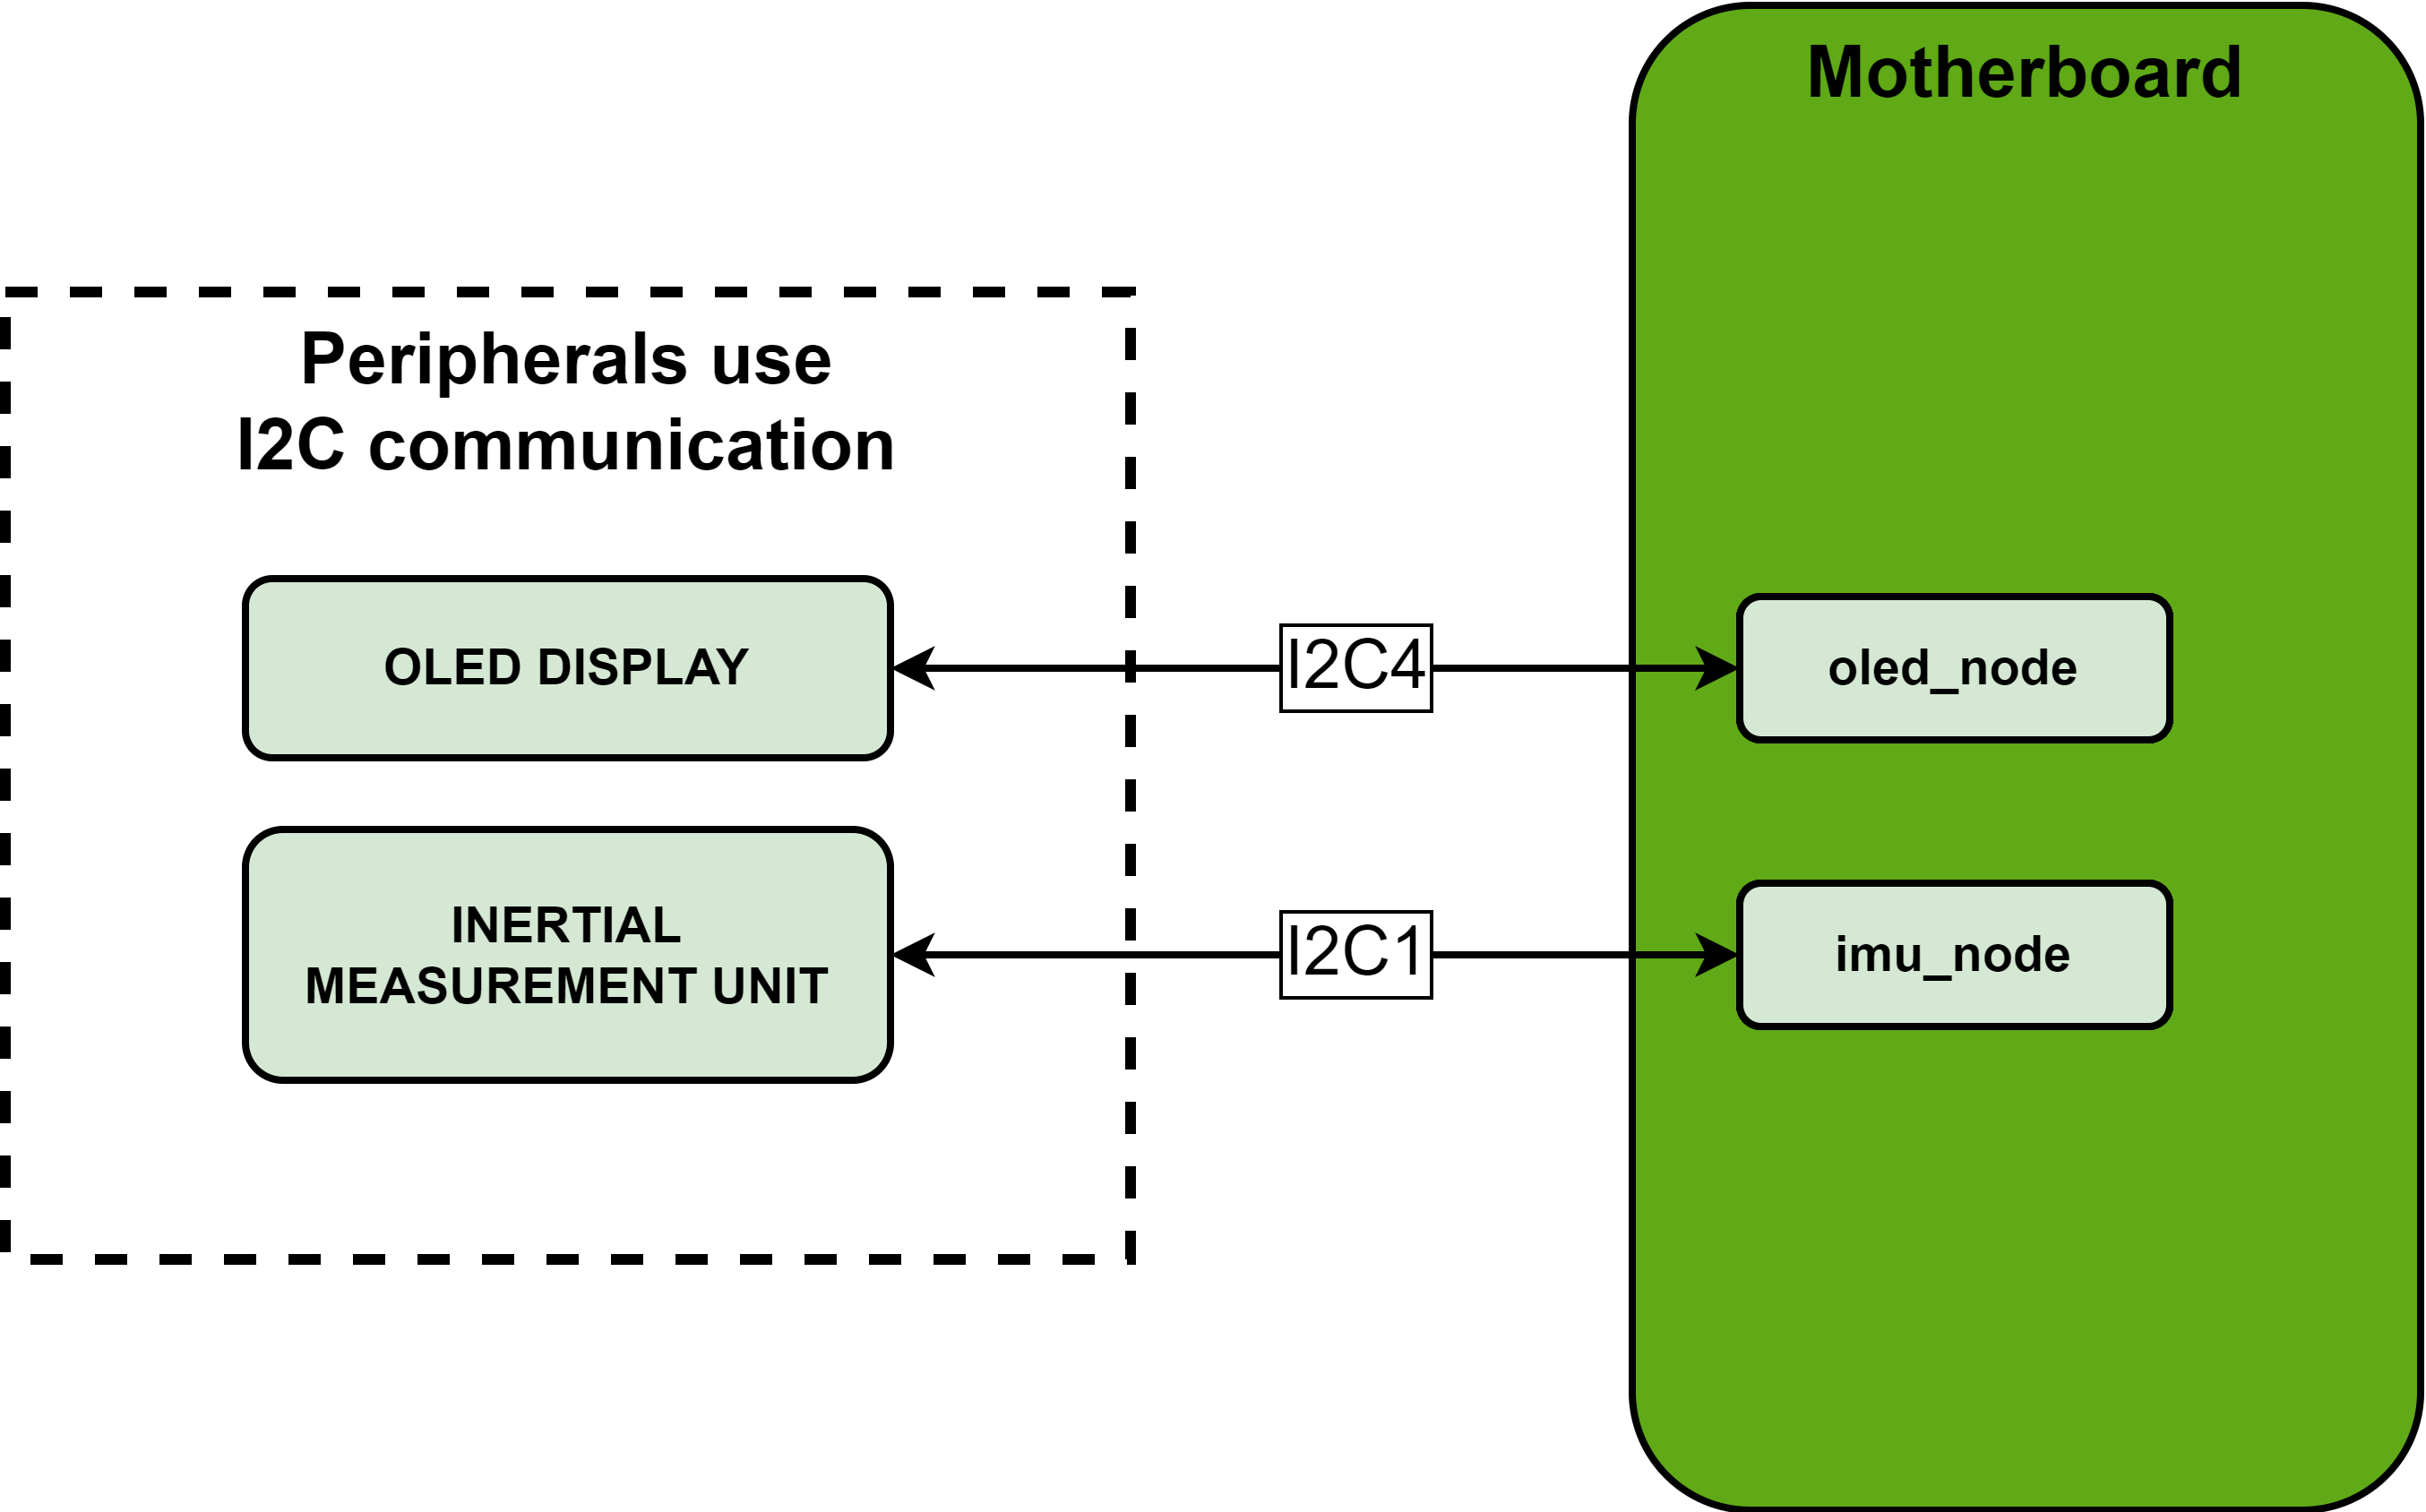 Motherboard
Peripherals use
I2C communication
OLED DISPLAY
I2C4
oled_node
INERTIAL
MEASUREMENT UNIT
I2C1
imu_node